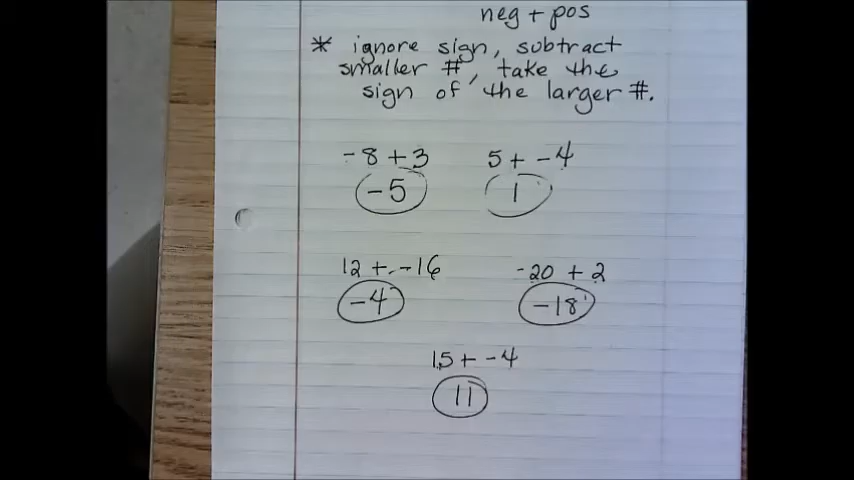 neg + pos
* ignore sign, subtract
smaller #, take the
sign of the larger #.
-8 + 3 5 + -4
-5 1
12 + -16 -20 + 2
-4 -18
15 + -4
11